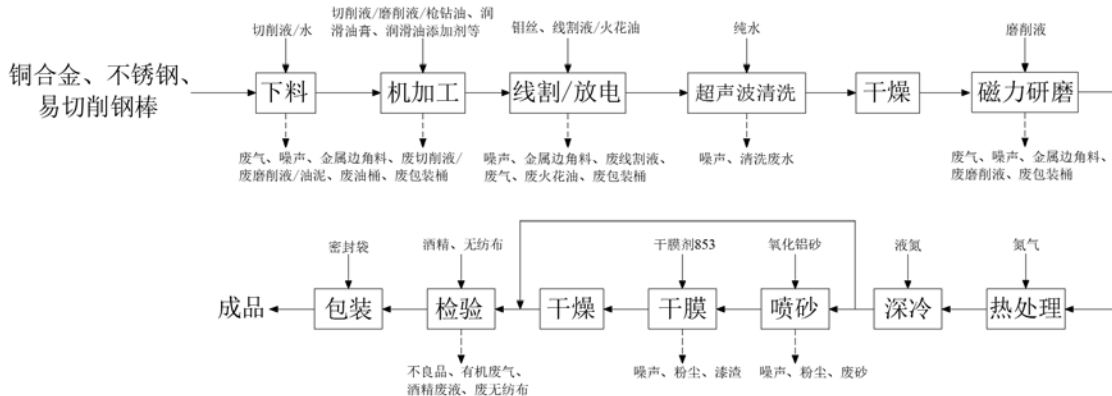 切削液/水
切削液/磨削液/枪钻油、润
滑油膏、润滑油添加剂等
钼丝、线割液/火花油
纯水
磨削液
铜合金、不锈钢、
易切削钢棒
下料
机加工
线割/放电
超声波清洗
干燥
磁力研磨
废气、噪声、金属边角料、废切削液/
废磨削液/油泥、废油桶、废包装桶
噪声、金属边角料、废线割液、
废气、废火花油、废包装桶
噪声、清洗废水
废气、噪声、金属边角料、
废磨削液、废包装桶
密封袋
酒精、无纺布
干膜剂853
氧化铝砂
液氮
氮气
成品
包装
检验
干燥
干膜
喷砂
深冷
热处理
不良品、有机废气、
酒精废液、废无纺布
噪声、粉尘、漆渣
噪声、粉尘、废砂